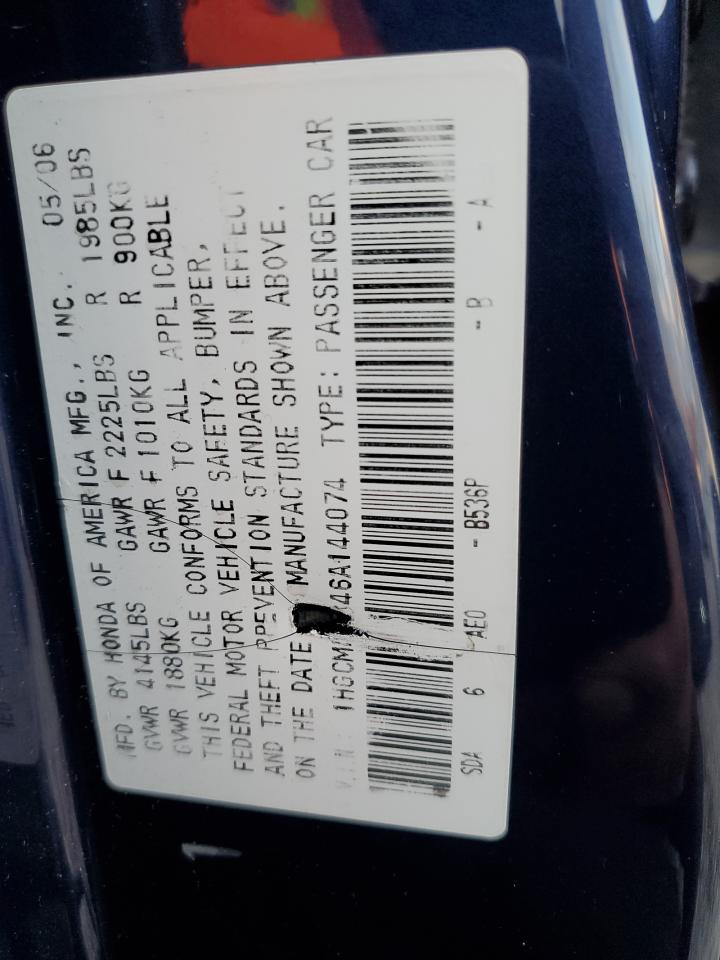 MFD. BY HONDA OF AMERICA MFG., INC. 05/06
GVWR 4145LBS GAWR F 2225LBS R 1985LBS
GVWR 1880KG GAWR F 1010KG R 900KG
THIS VEHICLE CONFORMS TO ALL APPLICABLE
FEDERAL MOTOR VEHICLE SAFETY, BUMPER,
AND THEFT PREVENTION STANDARDS IN EFFECT
ON THE DATE MANUFACTURE SHOWN ABOVE.
V.I.N.: 1HGCM 46A144074 TYPE: PASSENGER CAR
SDA 6 AEO - B536P - B - A